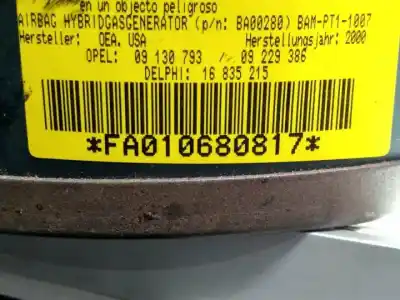 en un objecto peligroso
AIRBAG HYBRIDGASGENERATOR (p/n: BA00280) BAM-PT1-1007
Hersteller: OEA, USA Herstellungsjahr: 2000
OPEL: 09 130 793 09 229 386
DELPHI: 16 835 215
*FA010680817*